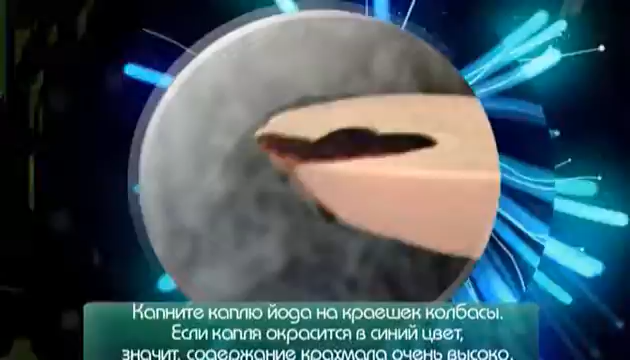 Капните каплю йода на краешек колбасы.
Если капля окрасится в синий цвет,
значит, содержание крахмала очень высоко.